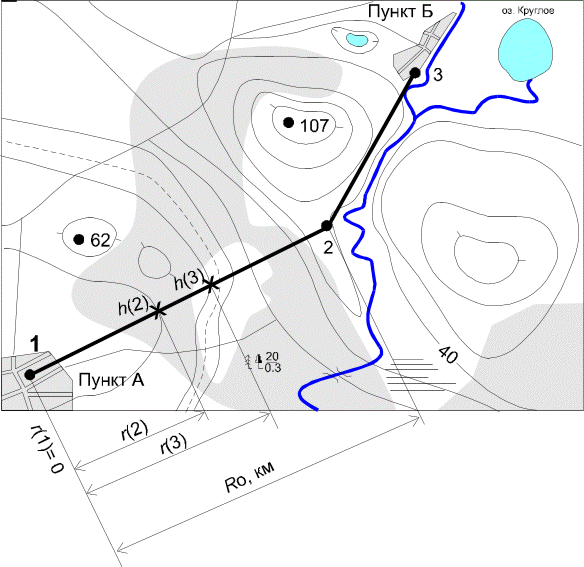 Пункт Б
оз. Круглое
3
107
62
2
h(3)
h(2)
1
20
0.3
40
Пункт А
r(1)= 0
r(2)
r(3)
Ro, км